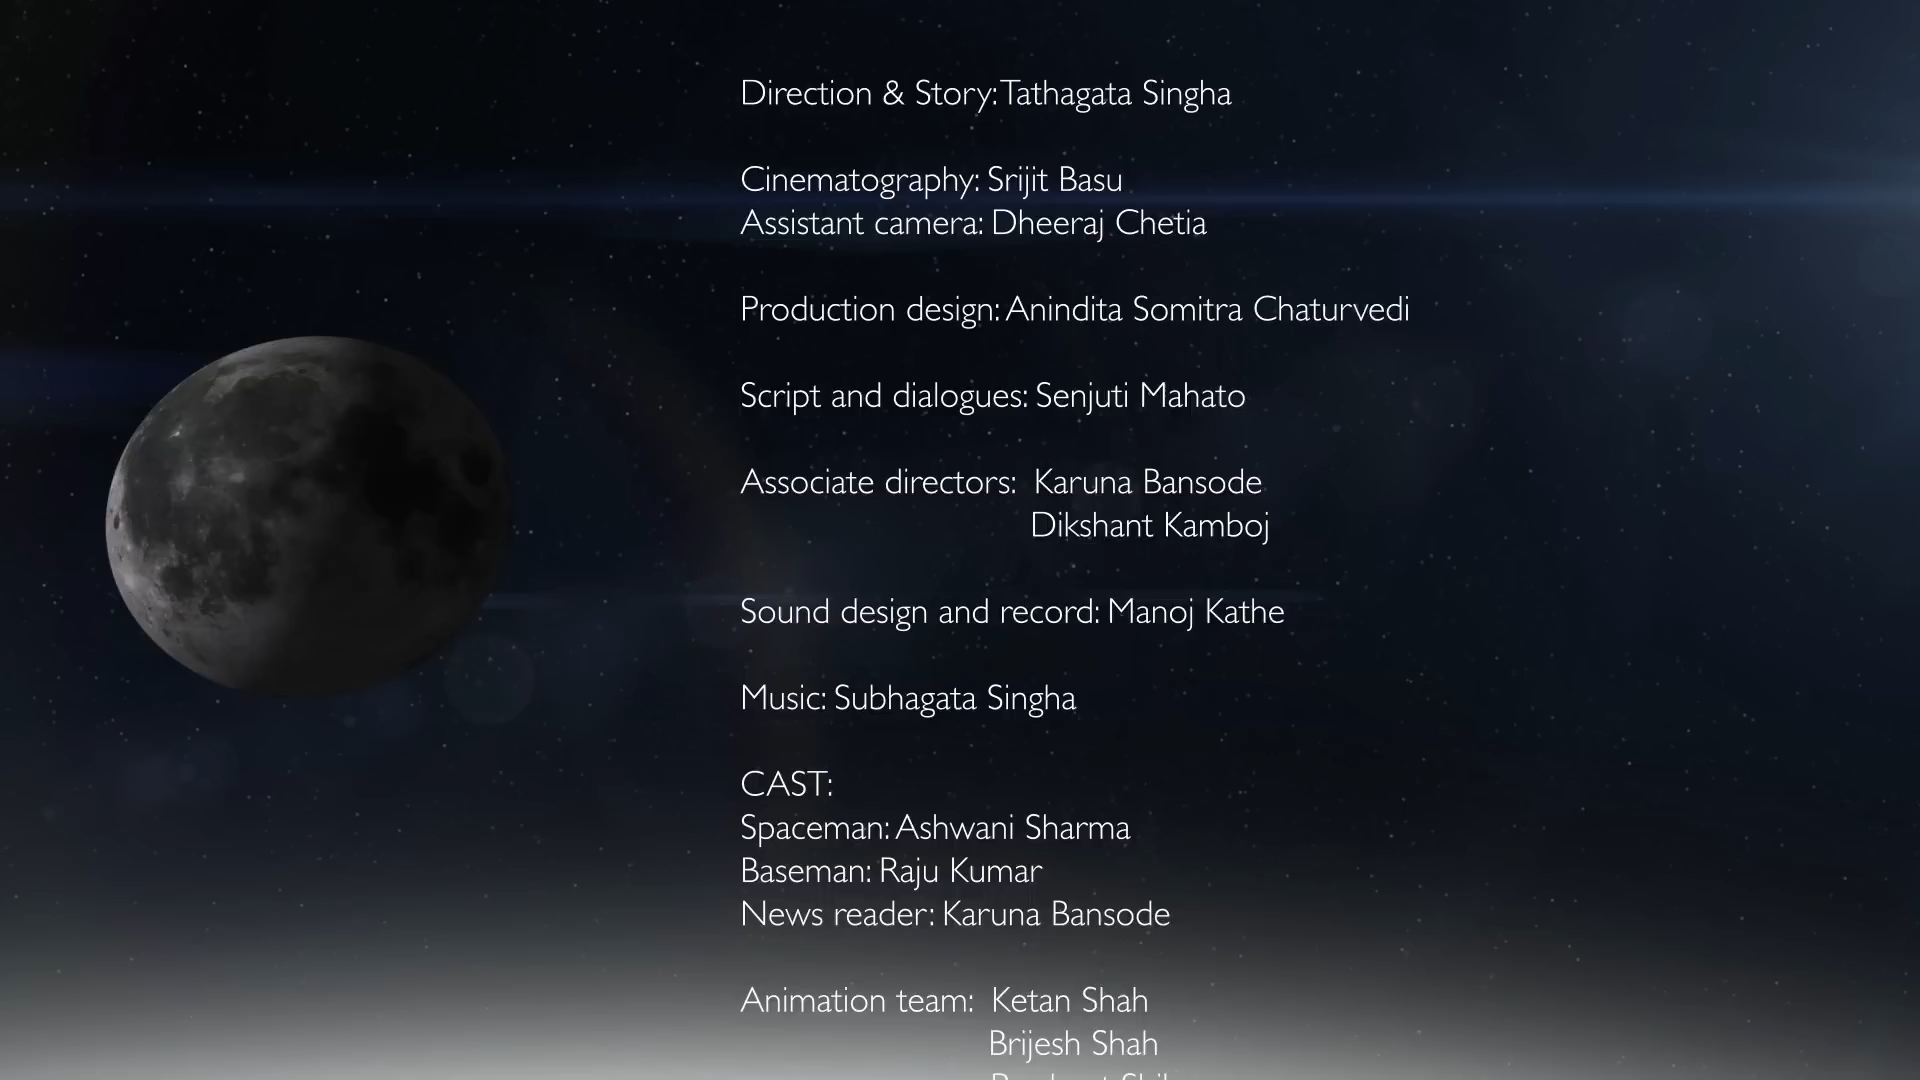 Direction & Story: Tathagata Singha
Cinematography: Srijit Basu
Assistant camera: Dheeraj Chetia
Production design: Anindita Somitra Chaturvedi
Script and dialogues: Senjuti Mahato
Associate directors: Karuna Bansode
Dikshant Kamboj
Sound design and record: Manoj Kathe
Music: Subhagata Singha
CAST:
Spaceman: Ashwani Sharma
Baseman: Raju Kumar
News reader: Karuna Bansode
Animation team: Ketan Shah
Brijesh Shah